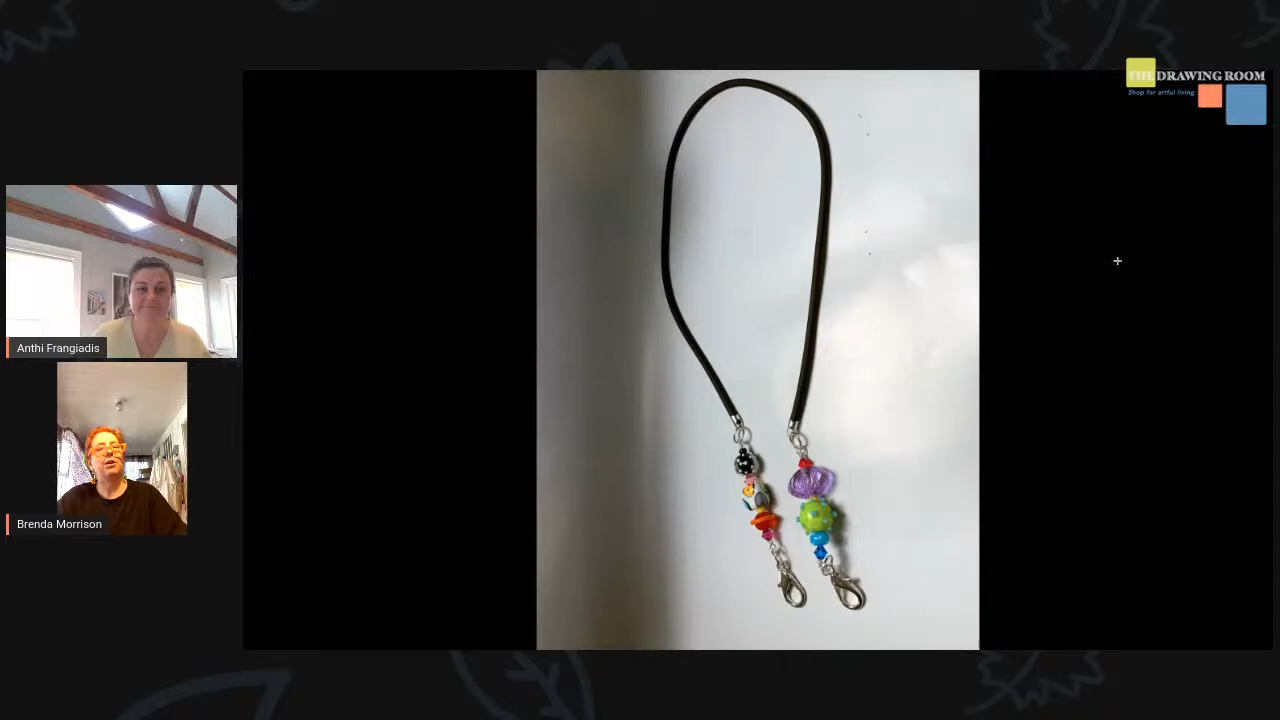 THE DRAWING ROOM
Shop for artful living
Anthi Frangiadis
Brenda Morrison